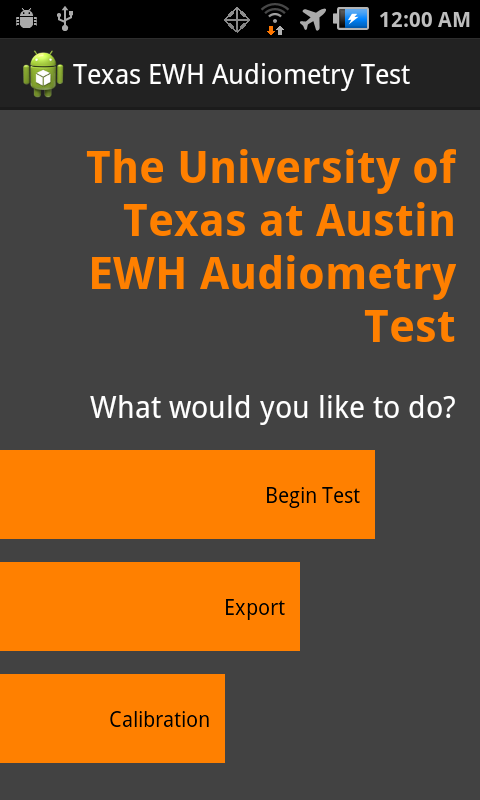 12:00 AM
Texas EWH Audiometry Test
The University of
Texas at Austin
EWH Audiometry
Test
What would you like to do?
Begin Test
Export
Calibration